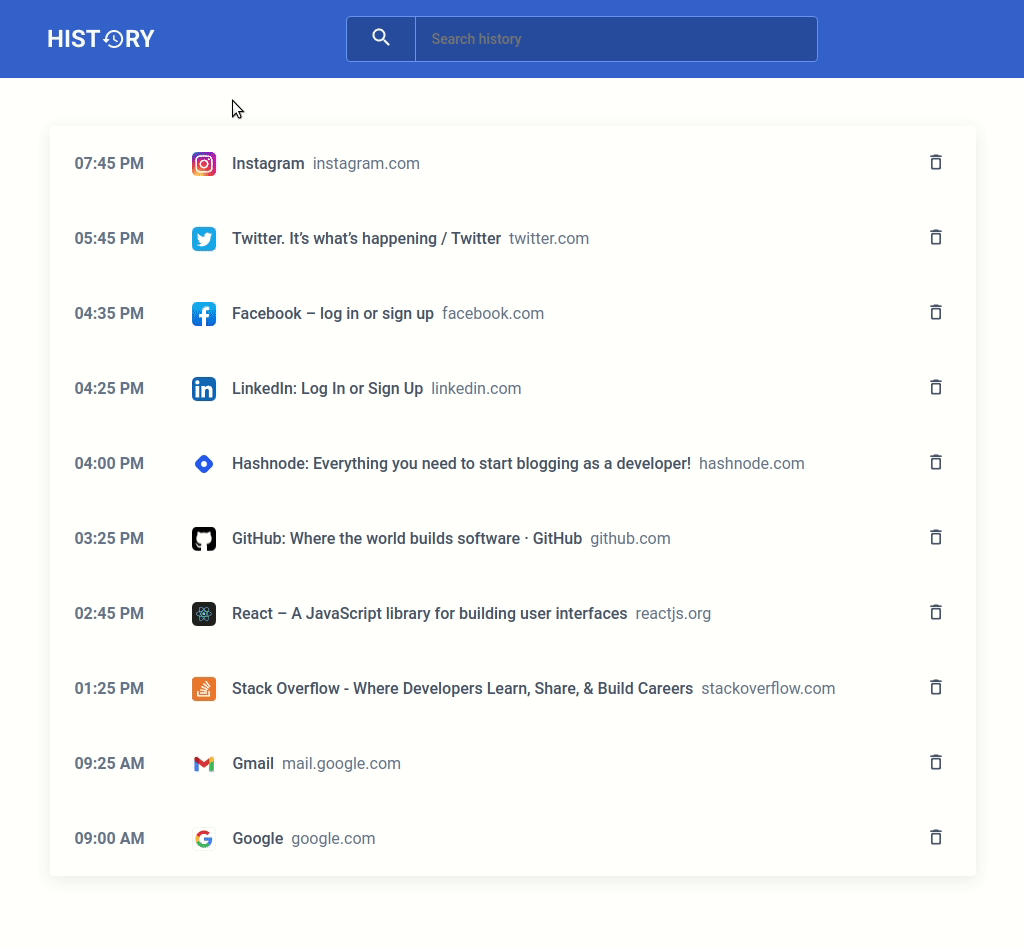 HISTORY
Search history
07:45 PM Instagram instagram.com
05:45 PM Twitter. It’s what’s happening / Twitter twitter.com
04:35 PM Facebook – log in or sign up facebook.com
04:25 PM LinkedIn: Log In or Sign Up linkedin.com
04:00 PM Hashnode: Everything you need to start blogging as a developer! hashnode.com
03:25 PM GitHub: Where the world builds software · GitHub github.com
02:45 PM React – A JavaScript library for building user interfaces reactjs.org
01:25 PM Stack Overflow - Where Developers Learn, Share, & Build Careers stackoverflow.com
09:25 AM Gmail mail.google.com
09:00 AM Google google.com